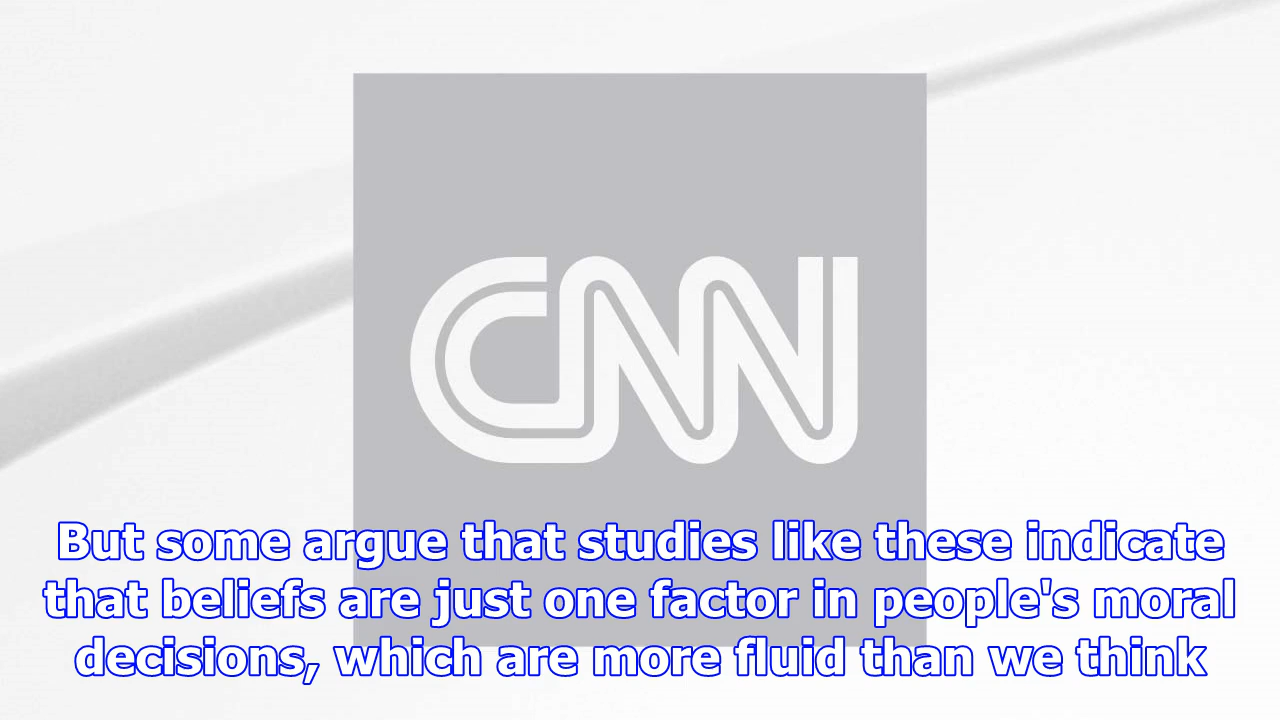 CNN
But some argue that studies like these indicate
that beliefs are just one factor in people's moral
decisions, which are more fluid than we think